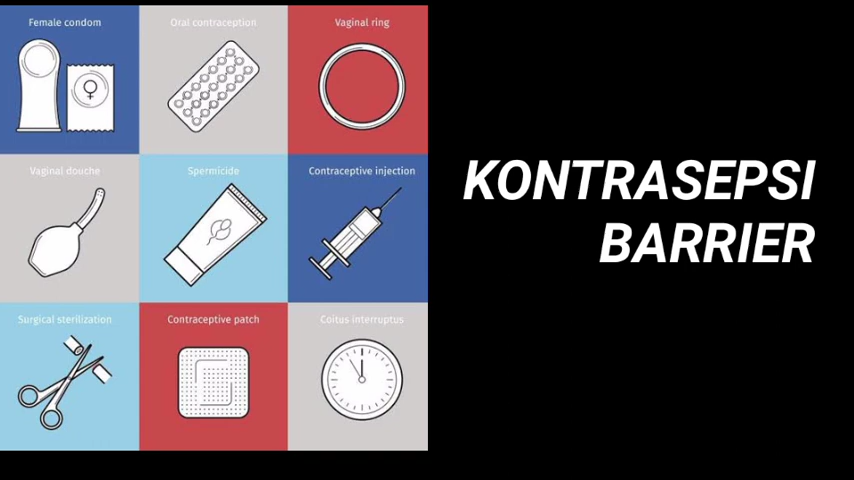 Female condom
Oral contraception
Vaginal ring
Vaginal douche
Spermicide
Contraceptive injection
Surgical sterilization
Contraceptive patch
Coitus interruptus
KONTRASEPSI
BARRIER